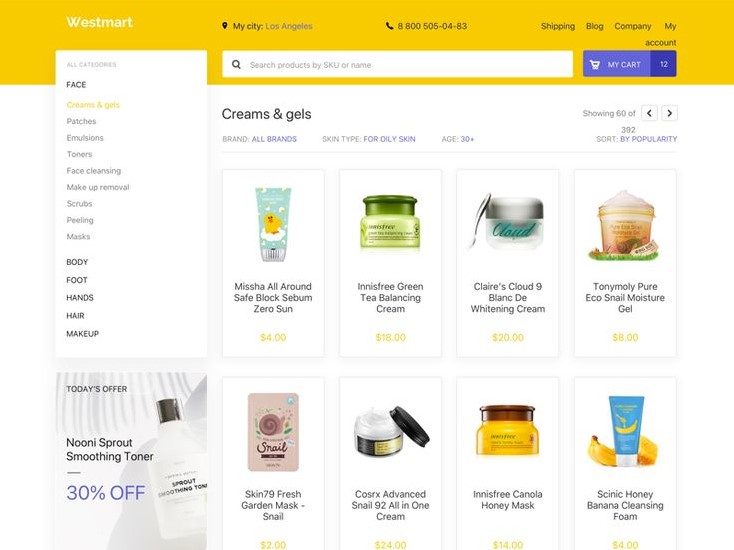 Westmart
My city: Los Angeles
8 800 505-04-83
Shipping Blog Company My
account
Search products by SKU or name
MY CART 12
ALL CATEGORIES
FACE
Creams & gels
Patches
Emulsions
Toners
Face cleansing
Make up removal
Scrubs
Peeling
Masks
BODY
FOOT
HANDS
HAIR
MAKEUP
TODAY'S OFFER
Nooni Sprout
Smoothing Toner
30% OFF
SPROUT
SMOOTHING TONE
Creams & gels
Showing 60 of
392
BRAND: ALL BRANDS
SKIN TYPE: FOR OILY SKIN
AGE: 30+
SORT: BY POPULARITY
Missha All Around
Safe Block Sebum
Zero Sun
$4.00
innisfree
Innisfree Green
Tea Balancing
Cream
$18.00
Cloud
Claire's Cloud 9
Blanc De
Whitening Cream
$20.00
Tonymoly Pure
Eco Snail Moisture
Gel
$8.00
Snail
Skin79 Fresh
Garden Mask -
Snail
$2.00
Cosrx Advanced
Snail 92 All in One
Cream
$24.00
innisfree
Innisfree Canola
Honey Mask
$14.00
Scinic Honey
Banana Cleansing
Foam
$4.00